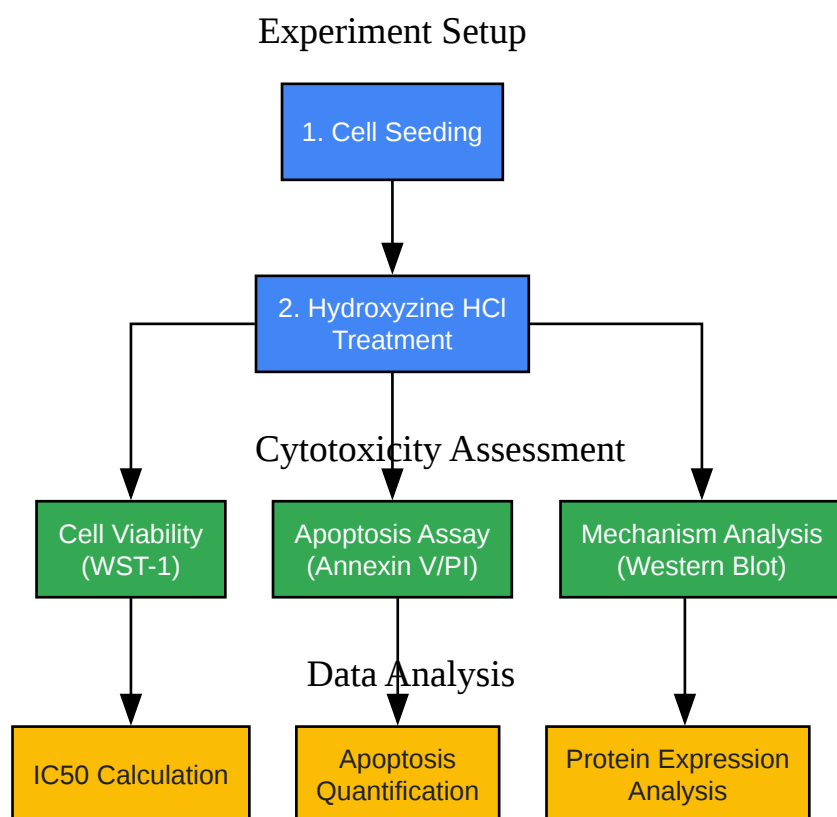 Experiment Setup
1. Cell Seeding
2. Hydroxyzine HCl
Treatment
Cytotoxicity Assessment
Cell Viability
(WST-1)
Apoptosis Assay
(Annexin V/PI)
Mechanism Analysis
(Western Blot)
Data Analysis
IC50 Calculation
Apoptosis
Quantification
Protein Expression
Analysis